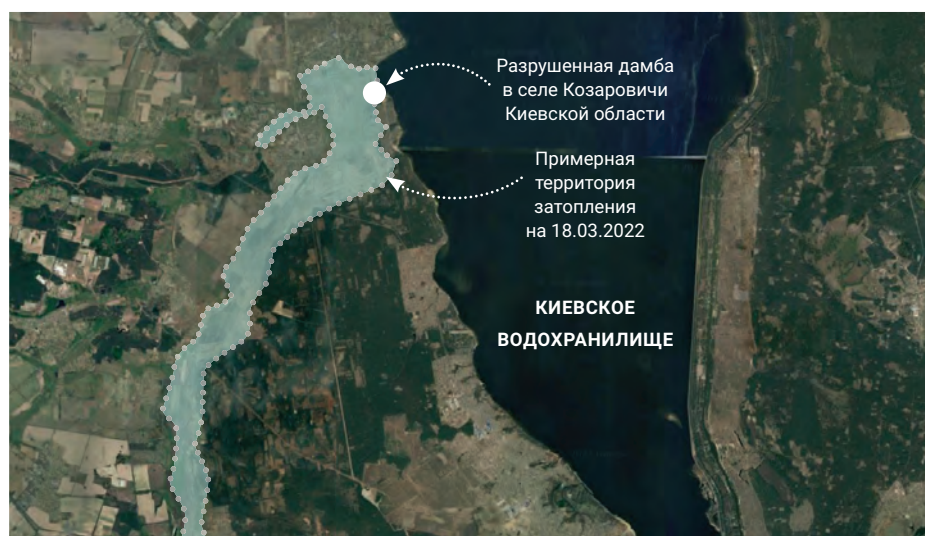 Разрушенная дамба
в селе Козаровичи
Киевской области
Примерная
территория
затопления
на 18.03.2022
КИЕВСКОЕ
ВОДОХРАНИЛИЩЕ